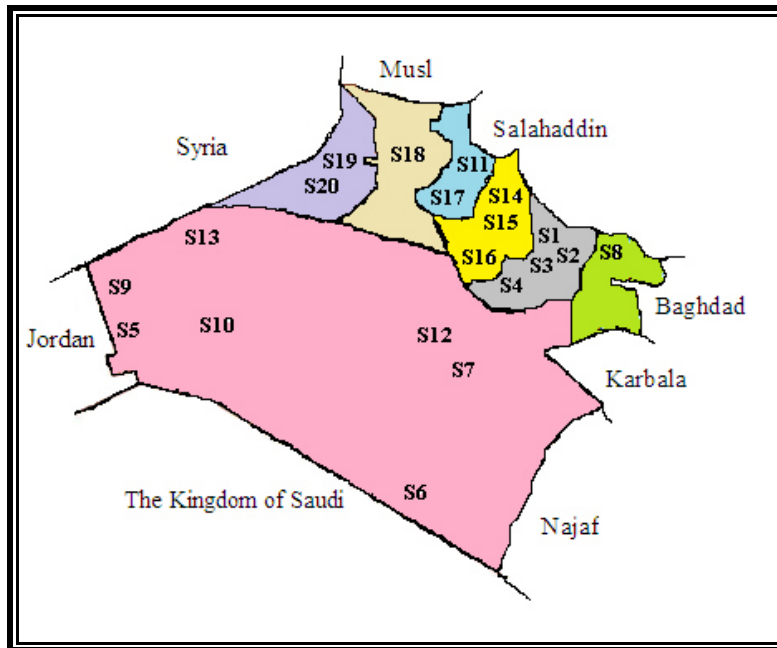 Musl
Salahaddin
Syria
S19
S18
S11
S20
S17
S14
S15
S13
S1
S8
S2
S16
S3
S4
S9
Baghdad
Jordan
S5
S10
S12
S7
Karbala
The Kingdom of Saudi
S6
Najaf